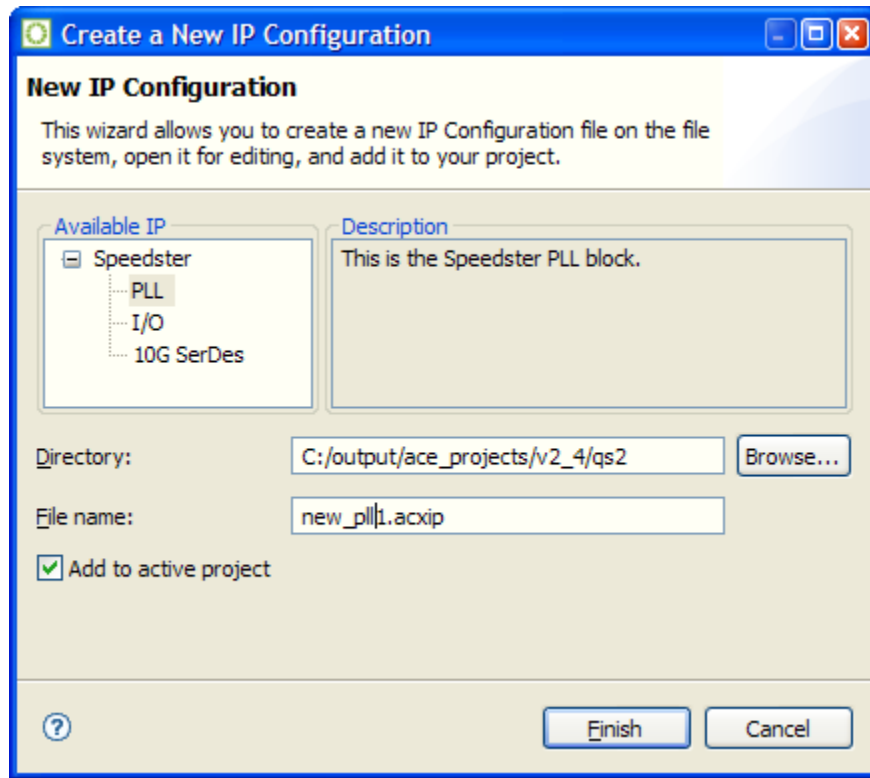 Create a New IP Configuration
New IP Configuration
This wizard allows you to create a new IP Configuration file on the file
system, open it for editing, and add it to your project.
Available IP
Speedster
PLL
I/O
10G SerDes
Description
This is the Speedster PLL block.
Directory:
C:/output/ace_projects/v2_4/qs2
Browse...
File name:
new_pll1.acxip
Add to active project
?
Finish
Cancel